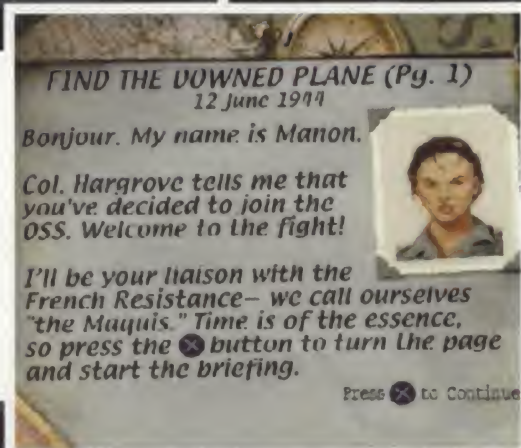 FIND THE DOWNED PLANE (Pg. 1)
12 June 1944
Bonjour. My name is Manon.
Col. Hargrove tells me that
you've decided to join the
OSS. Welcome to the fight!
I'll be your liaison with the
French Resistance– we call ourselves
"the Maquis." Time is of the essence,
so press the ⓧ button to turn the page
and start the briefing.
Press ⓧ to Continue